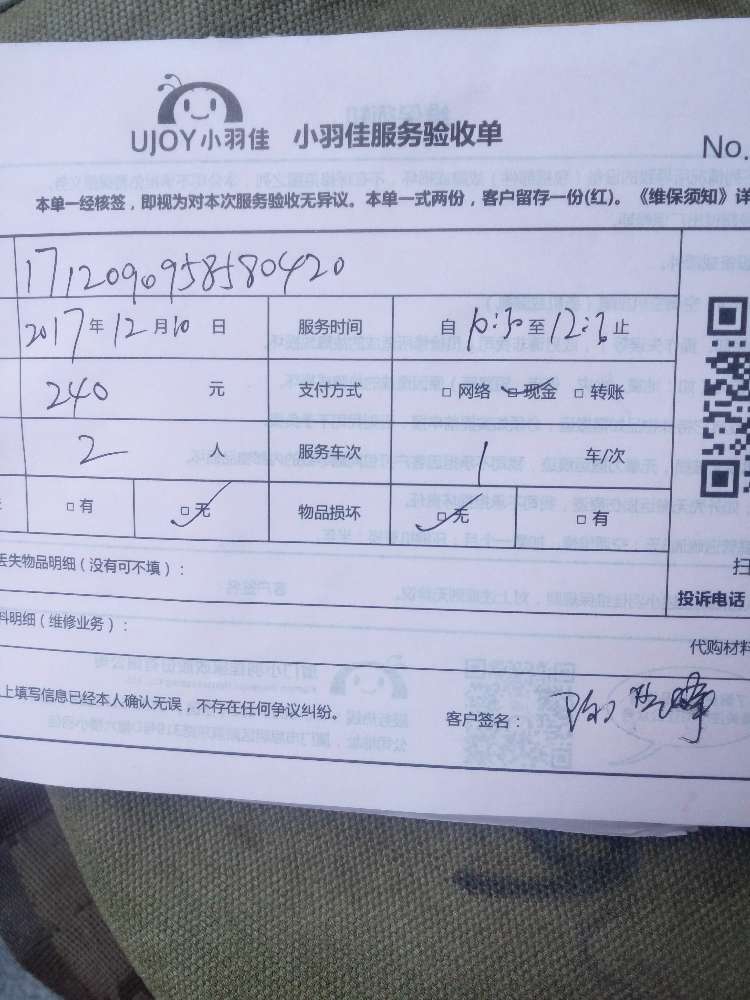 UJOY小羽佳 小羽佳服务验收单
No.
本单一经核签，即视为对本次服务验收无异议。本单一式两份，客户留存一份(红)。《维保须知》详
1712090958580420
2017年12月10日 服务时间 自10:30至12:3止
240 元 支付方式 □网络 □现金 □转账
2 人 服务车次 1 车/次
□有 □无 物品损坏 □无 □有
丢失物品明细（没有可不填）：
投诉电话
料明细（维修业务）：
代购材料
上填写信息已经本人确认无误，不存在任何争议纠纷。
客户签名：